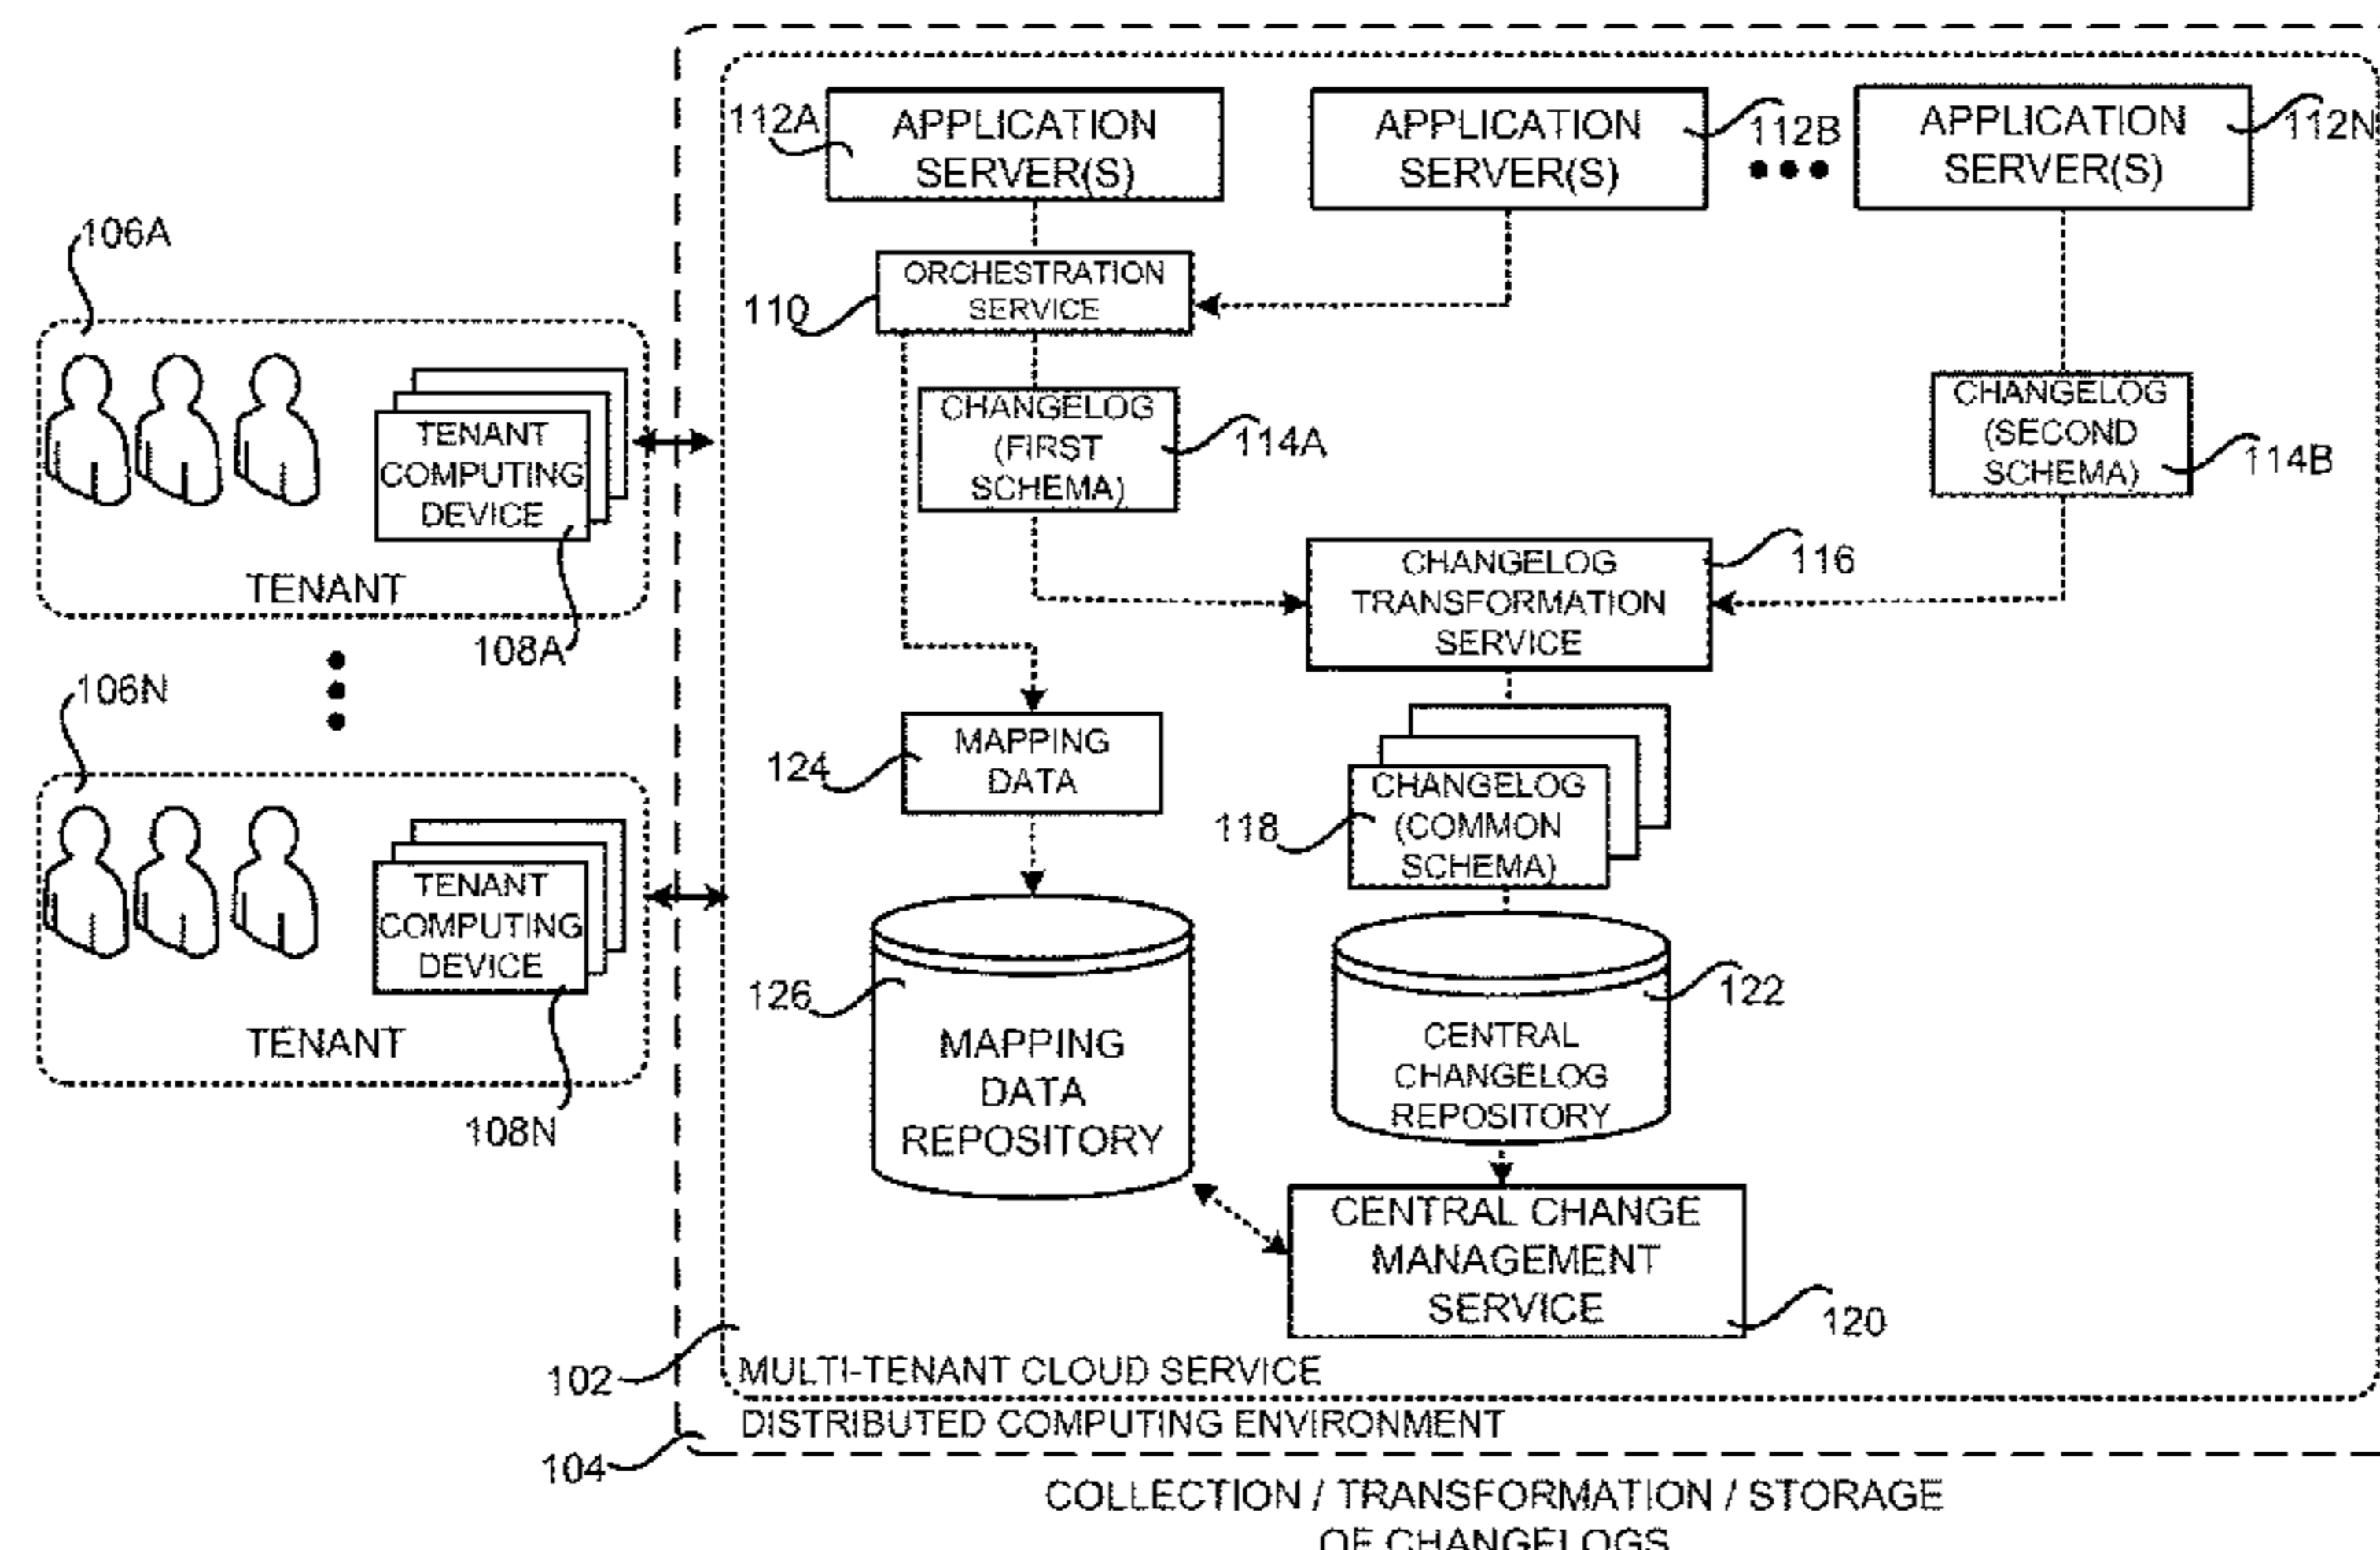 112A
APPLICATION
SERVER(S)
APPLICATION
SERVER(S)
112B
APPLICATION
SERVER(S)
112N
106A
ORCHESTRATION
SERVICE
110
TENANT
COMPUTING
DEVICE
TENANT
108A
CHANGELOG
(FIRST
SCHEMA)
114A
CHANGELOG
(SECOND
SCHEMA)
114B
CHANGELOG
TRANSFORMATION
SERVICE
116
106N
TENANT
COMPUTING
DEVICE
TENANT
108N
124
MAPPING
DATA
118
CHANGELOG
(COMMON
SCHEMA)
126
MAPPING
DATA
REPOSITORY
122
CENTRAL
CHANGELOG
REPOSITORY
CENTRAL CHANGE
MANAGEMENT
SERVICE
120
102
MULTI-TENANT CLOUD SERVICE
DISTRIBUTED COMPUTING ENVIRONMENT
104
COLLECTION / TRANSFORMATION / STORAGE
OF CHANGELOGS